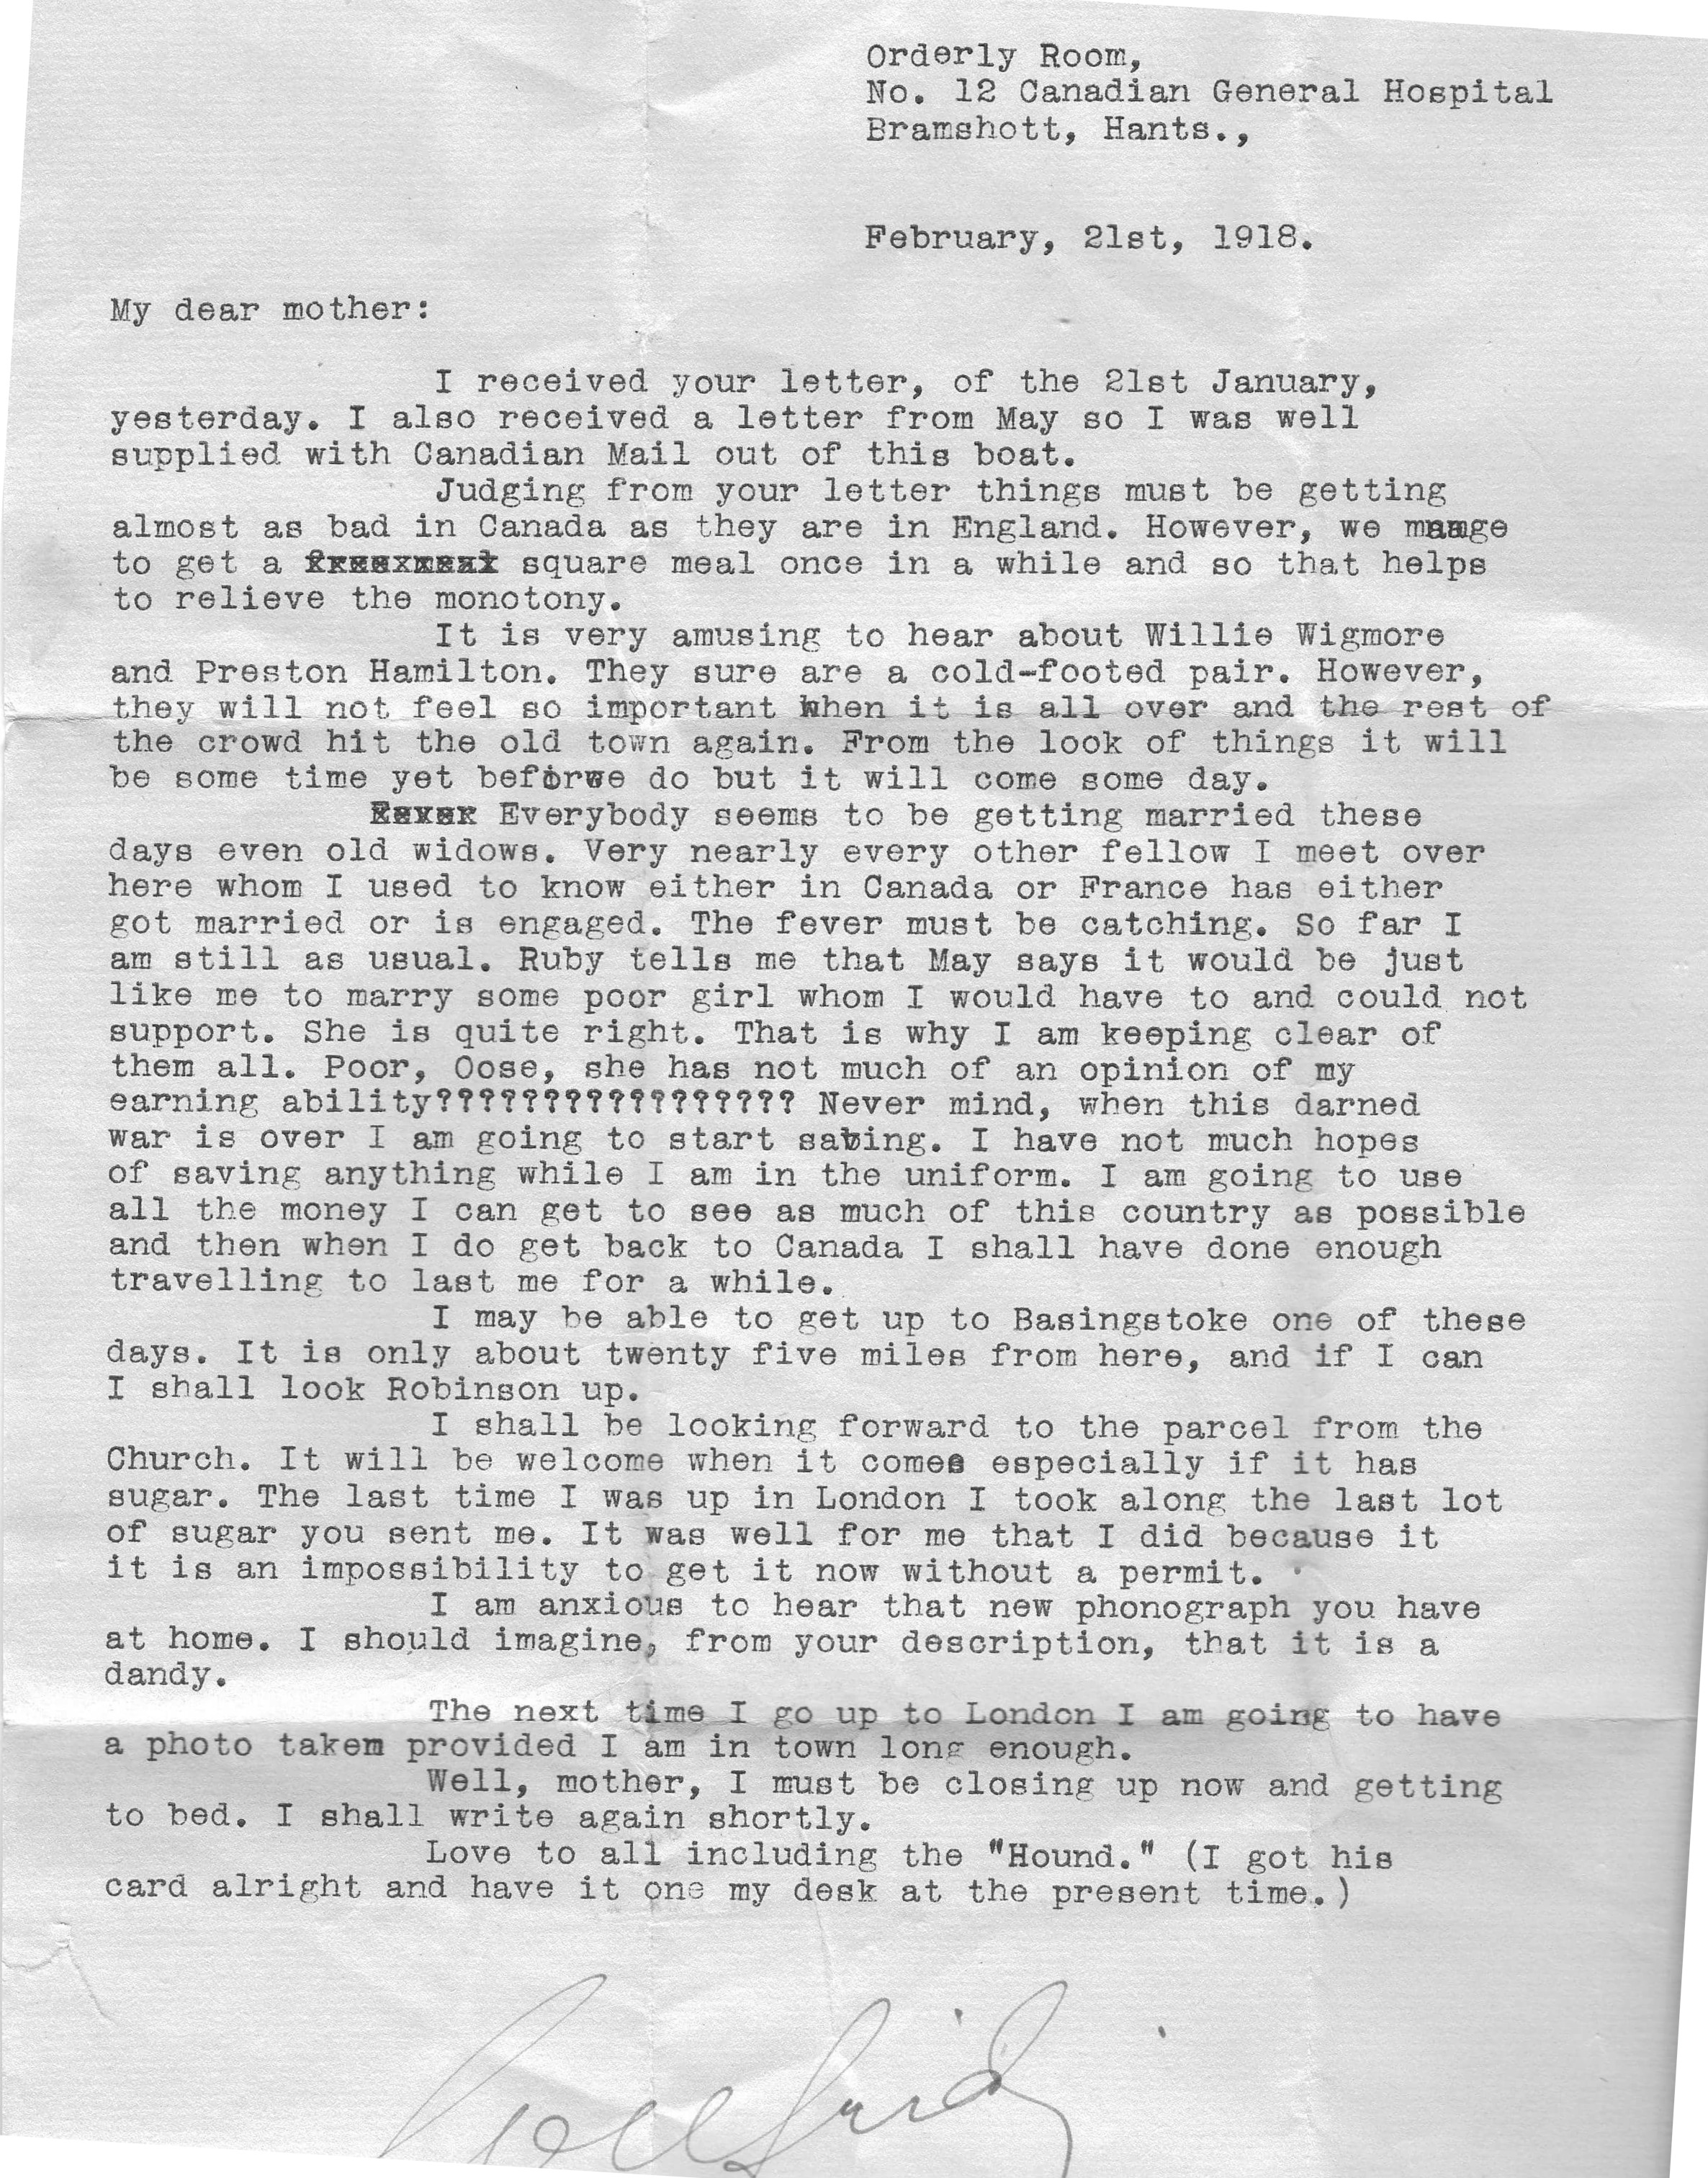 Orderly Room,
No. 12 Canadian General Hospital
Bramshott, Hants.,
February, 21st, 1918.
My dear mother:
I received your letter, of the 21st January,
yesterday. I also received a letter from May so I was well
supplied with Canadian Mail out of this boat.
Judging from your letter things must be getting
almost as bad in Canada as they are in England. However, we manage
to get a square meal once in a while and so that helps
to relieve the monotony.
It is very amusing to hear about Willie Wigmore
and Preston Hamilton. They sure are a cold-footed pair. However,
they will not feel so important when it is all over and the rest of
the crowd hit the old town again. From the look of things it will
be some time yet beforwe do but it will come some day.
Everybody seems to be getting married these
days even old widows. Very nearly every other fellow I meet over
here whom I used to know either in Canada or France has either
got married or is engaged. The fever must be catching. So far I
am still as usual. Ruby tells me that May says it would be just
like me to marry some poor girl whom I would have to and could not
support. She is quite right. That is why I am keeping clear of
them all. Poor, Oose, she has not much of an opinion of my
earning ability????????????????? Never mind, when this darned
war is over I am going to start saving. I have not much hopes
of saving anything while I am in the uniform. I am going to use
all the money I can get to see as much of this country as possible
and then when I do get back to Canada I shall have done enough
travelling to last me for a while.
I may be able to get up to Basingstoke one of these
days. It is only about twenty five miles from here, and if I can
I shall look Robinson up.
I shall be looking forward to the parcel from the
Church. It will be welcome when it comes especially if it has
sugar. The last time I was up in London I took along the last lot
of sugar you sent me. It was well for me that I did because it
it is an impossibility to get it now without a permit.
I am anxious to hear that new phonograph you have
at home. I should imagine, from your description, that it is a
dandy.
The next time I go up to London I am going to have
a photo taken provided I am in town long enough.
Well, mother, I must be closing up now and getting
to bed. I shall write again shortly.
Love to all including the "Hound." (I got his
card alright and have it one my desk at the present time.)